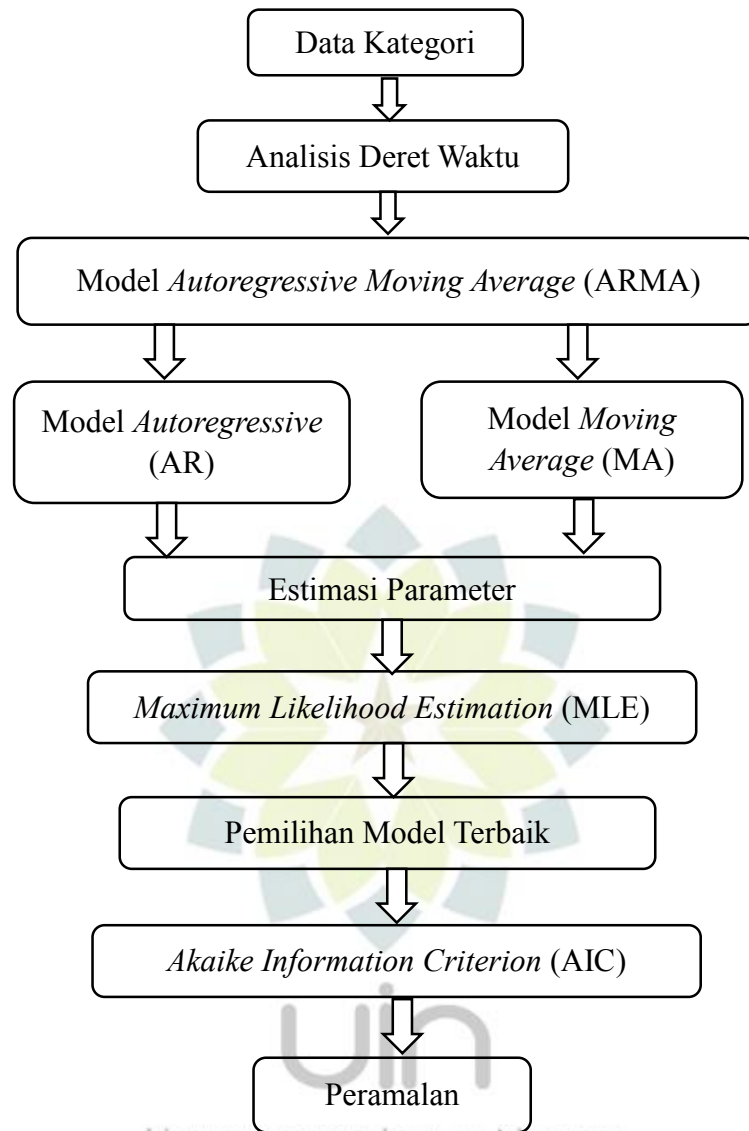 Data Kategori
Analisis Deret Waktu
Model Autoregressive Moving Average (ARMA)
Model Autoregressive
(AR)
Model Moving
Average (MA)
Estimasi Parameter
Maximum Likelihood Estimation (MLE)
Pemilihan Model Terbaik
Akaike Information Criterion (AIC)
uin
Peramalan